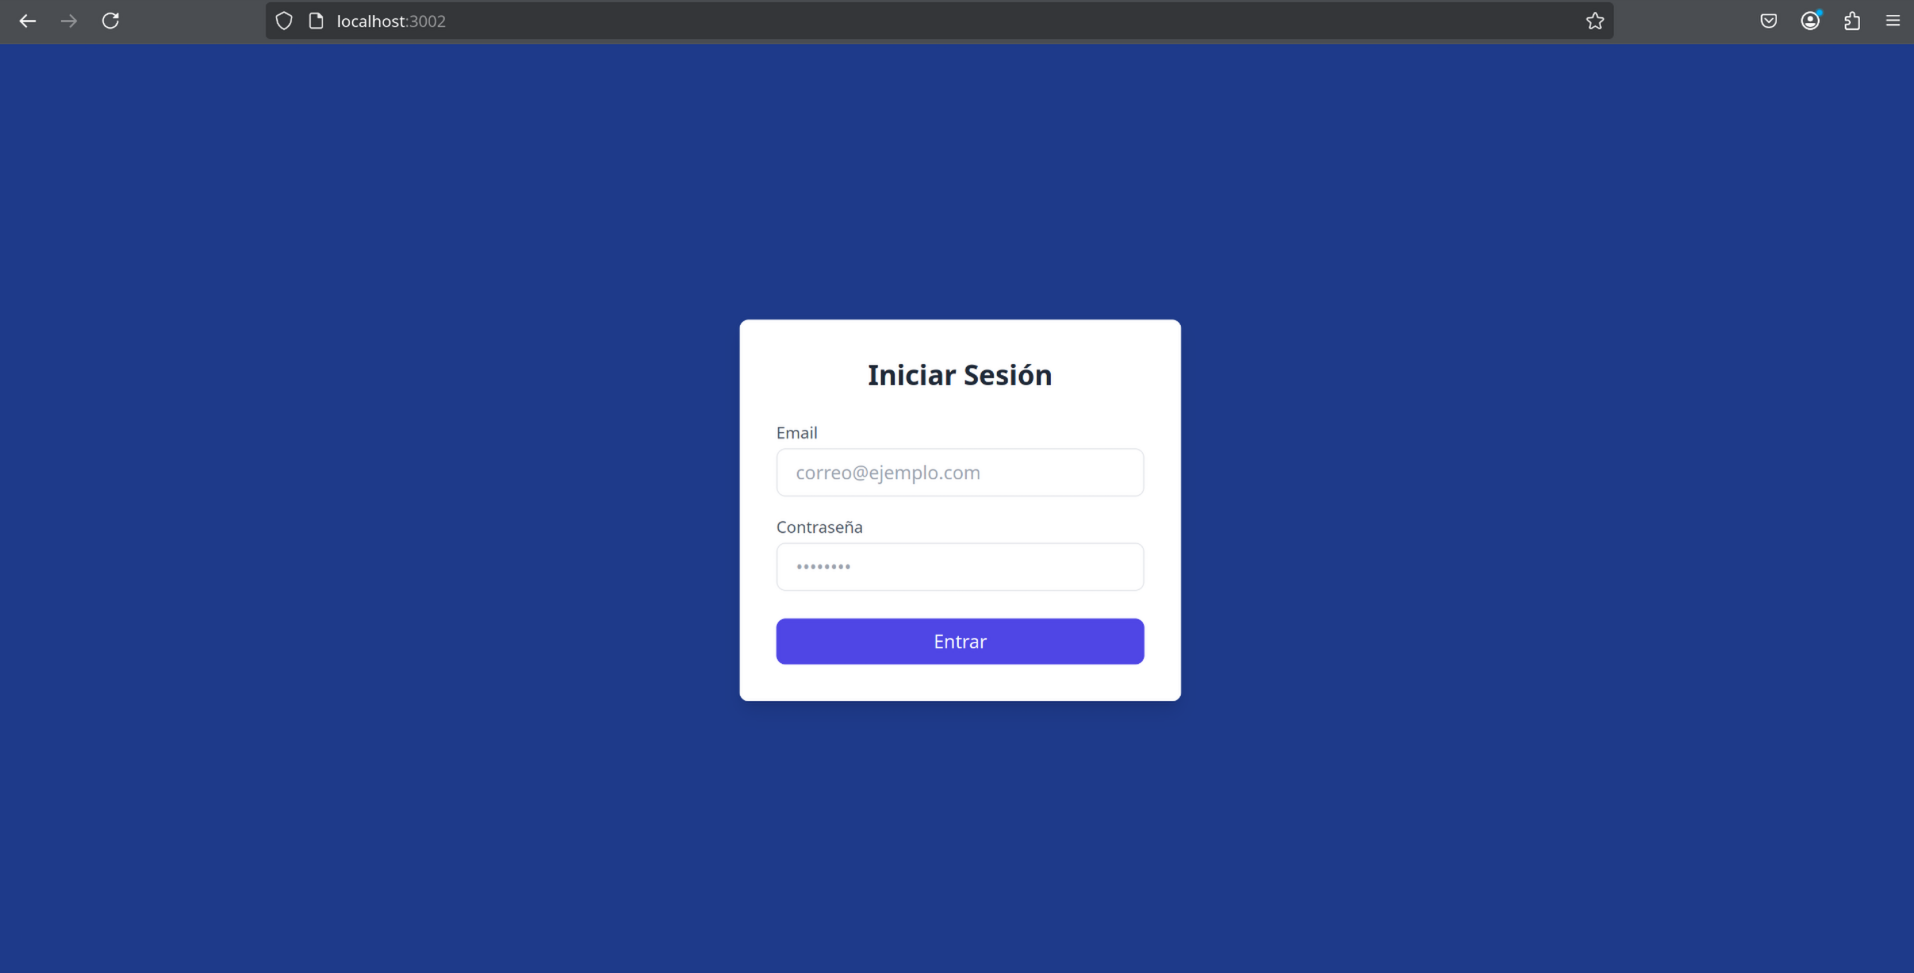 localhost:3002
Iniciar Sesión
Email
correo@ejemplo.com
Contraseña
••••••••
Entrar